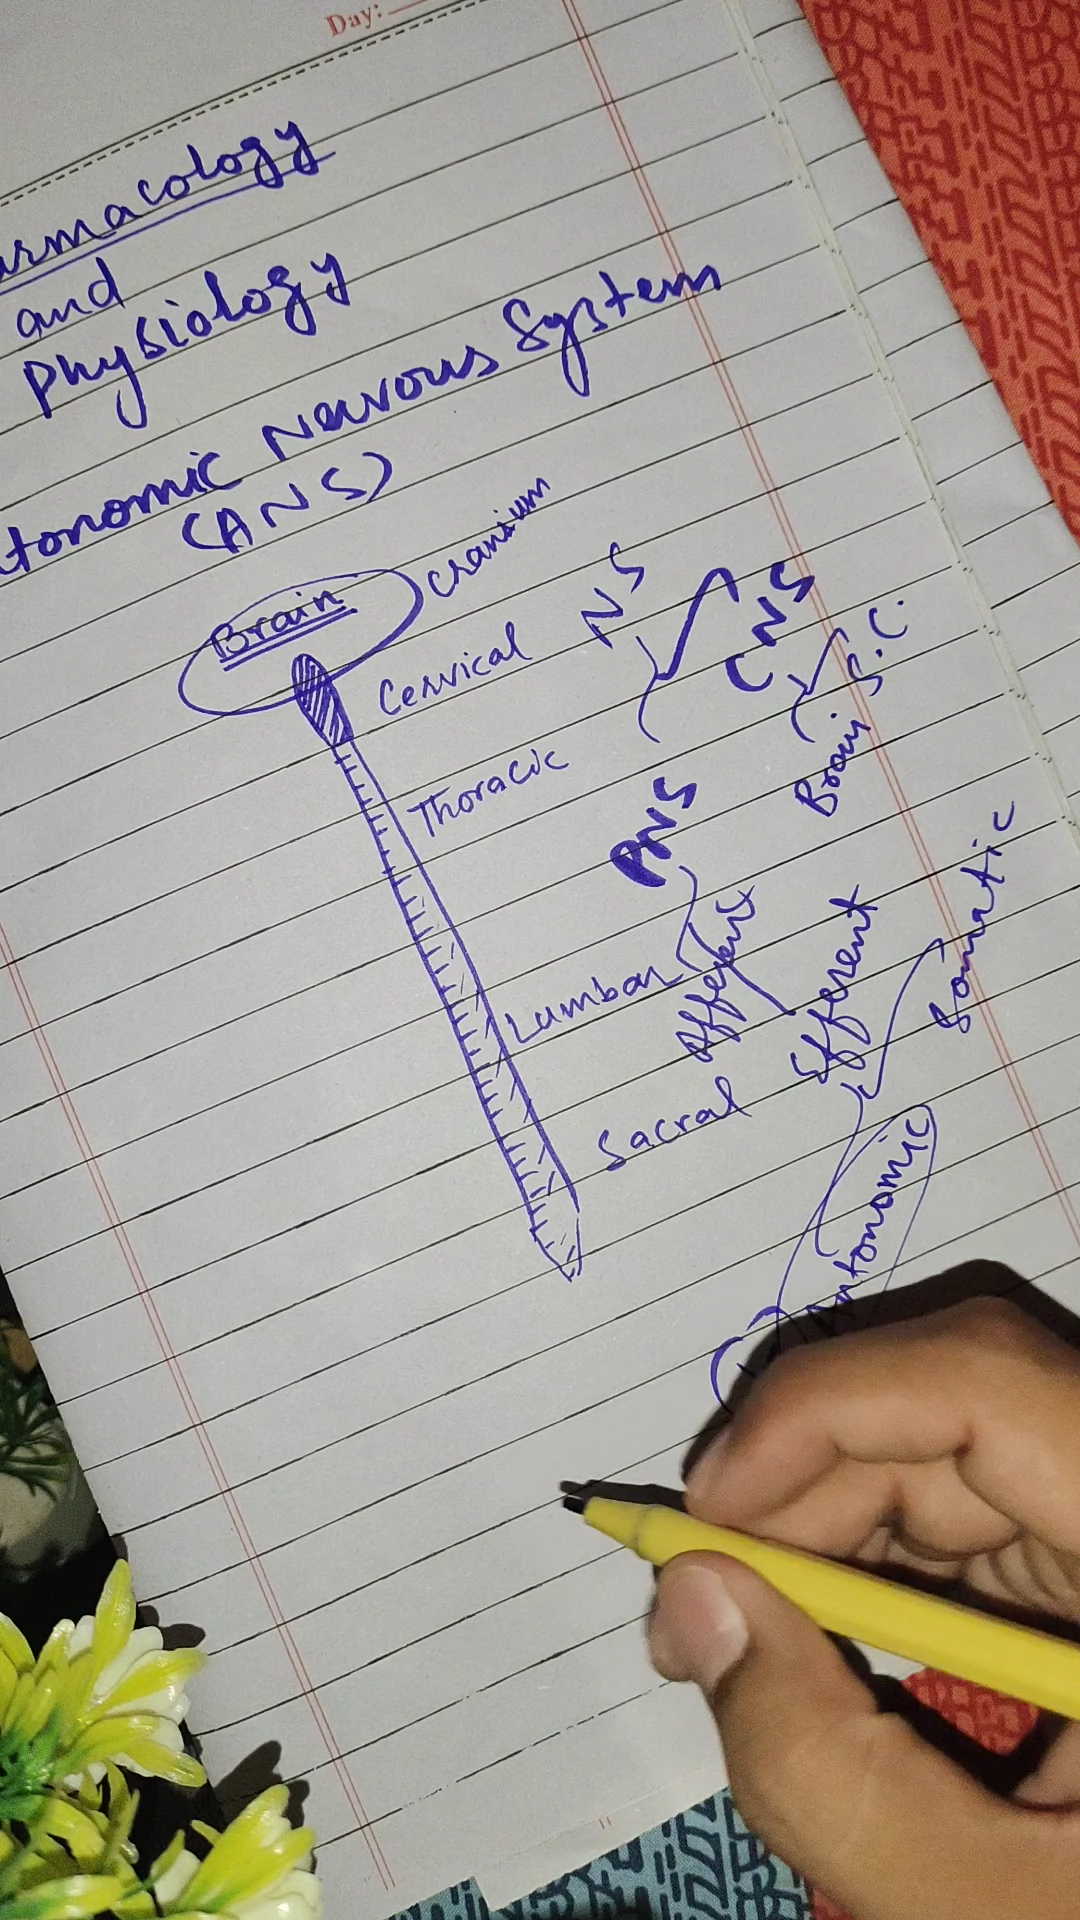 Day:
armacology
and
Physiology
tonomic Nervous System
(ANS)
Brain
Cranium
Cervical
Thoracic
Lumbar
Sacral
NS
CNS
Brain
S.C.
PNS
Afferent
Efferent
Somatic
Autonomic